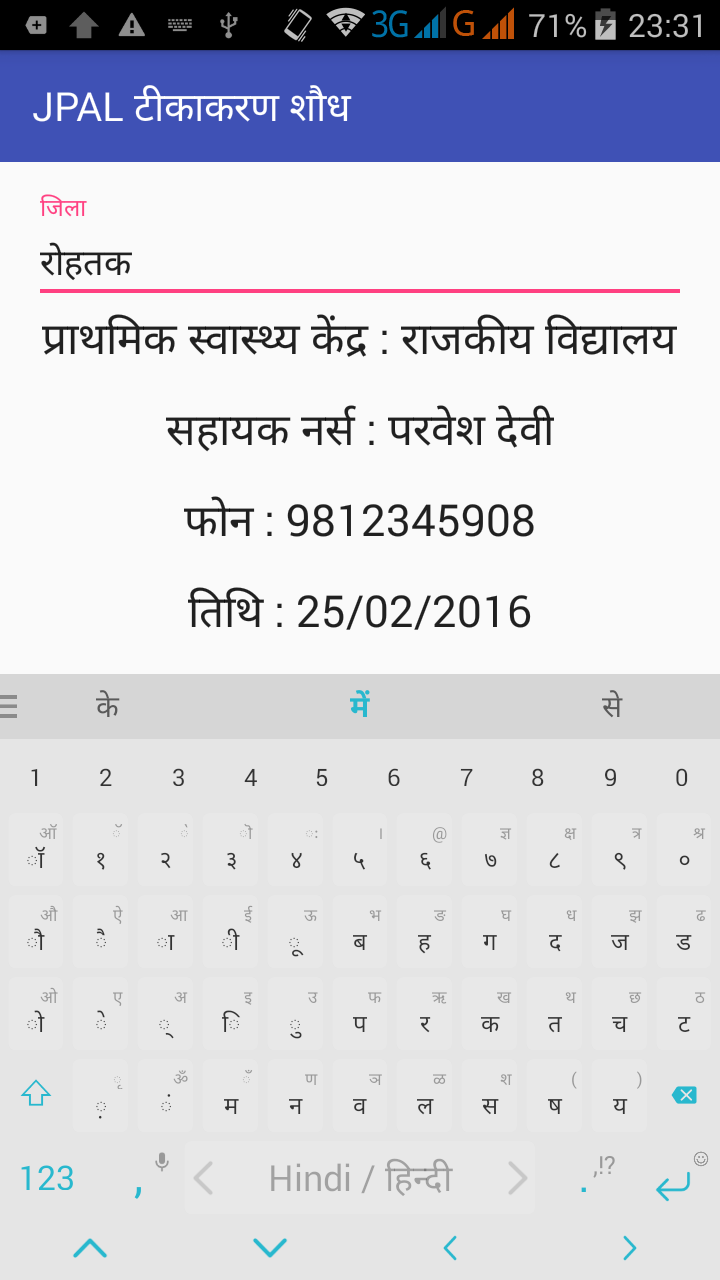 3G G 71% 23:31
JPAL टीकाकरण शौध
जिला
रोहतक
प्राथमिक स्वास्थ्य केंद्र : राजकीय विद्यालय
सहायक नर्स : परवेश देवी
फोन : 9812345908
तिथि : 25/02/2016
के में से
1 2 3 4 5 6 7 8 9 0
ऑ ॅ े ॊ ः । @ ज्ञ क्ष त्र श्र
ॉ १ २ ३ ४ ५ ६ ७ ८ ९ ०
औ ऐ आ ई ऊ भ ङ घ ध झ ढ
ौ ै ा ी ू ब ह ग द ज ड
ओ ए अ इ उ फ ऋ ख थ छ ठ
ो े ् ि ु प र क त च ट
ृ ॐ ँ ण ञ ळ श ( )
़ ं म न व ल स ष य
123 , Hindi / हिन्दी . ,!?